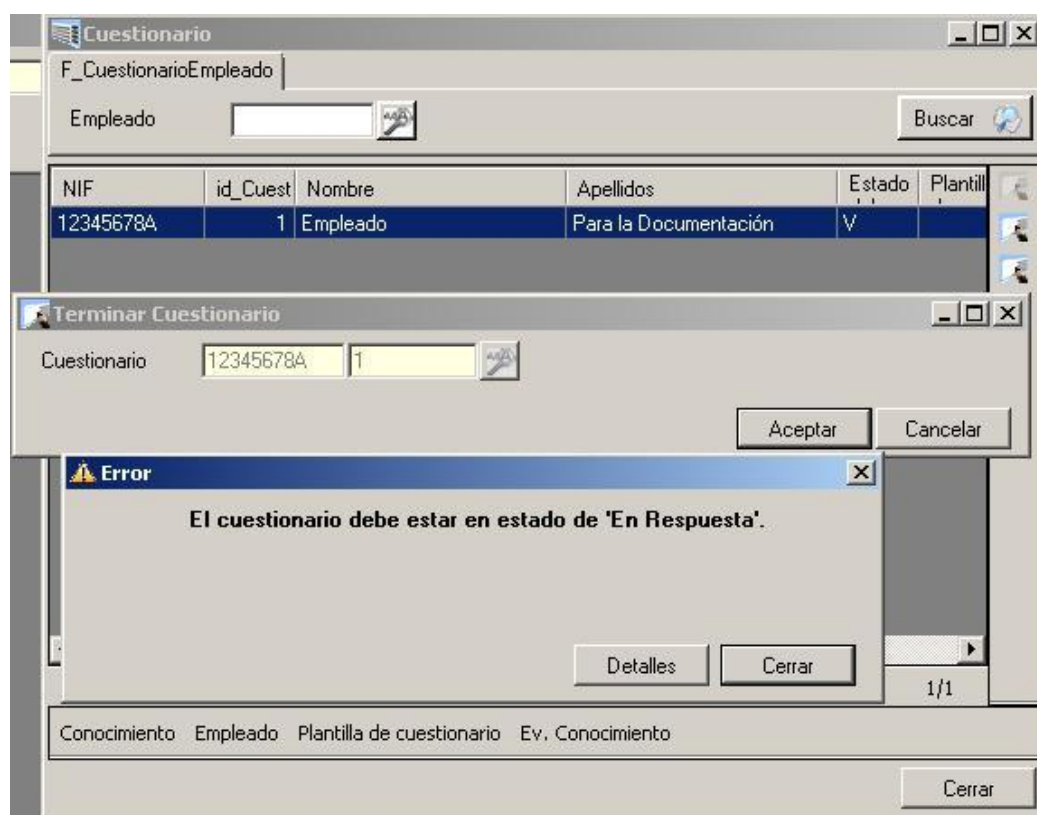 Cuestionario
F_CuestionarioEmpleado
Empleado
Buscar
NIF id_Cuest Nombre Apellidos Estado Plantill
12345678A 1 Empleado Para la Documentación V
Terminar Cuestionario
Cuestionario 12345678A 1
Aceptar Cancelar
Error
El cuestionario debe estar en estado de 'En Respuesta'.
Detalles Cerrar
1/1
Conocimiento Empleado Plantilla de cuestionario Ev. Conocimiento
Cerrar